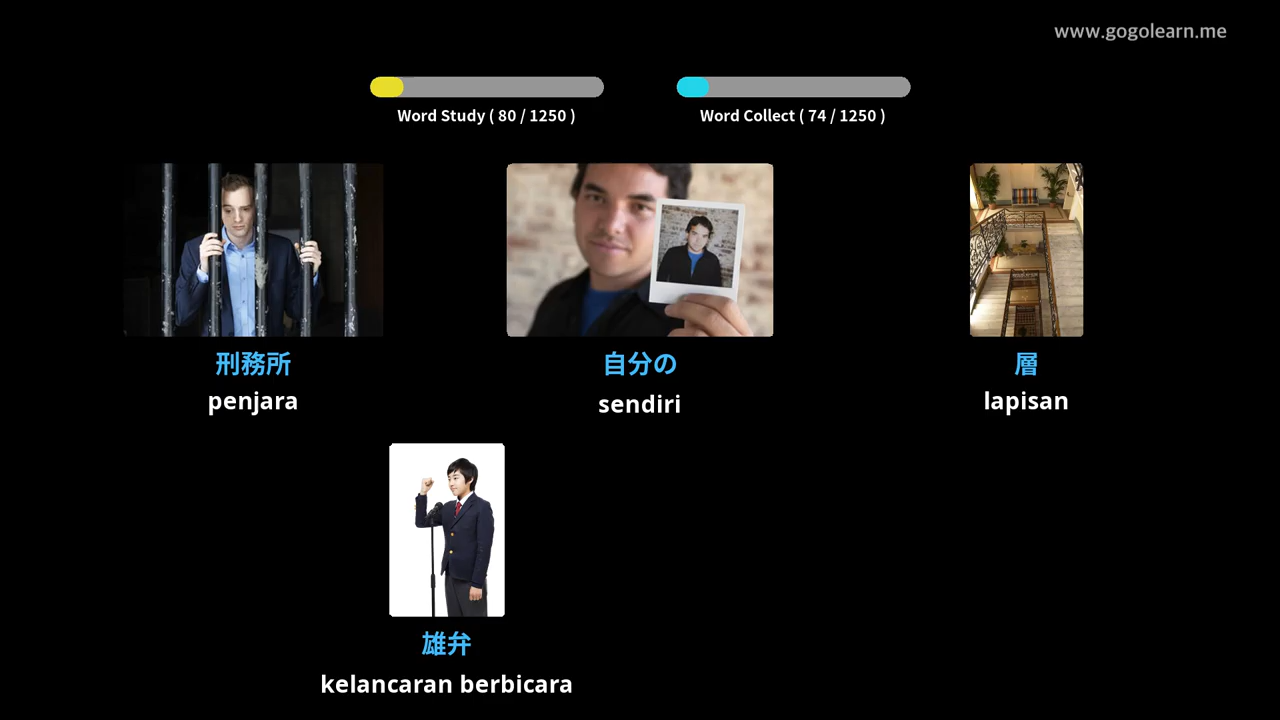 www.gogolearn.me
Word Study ( 80 / 1250 )
Word Collect ( 74 / 1250 )
刑務所
penjara
自分の
sendiri
層
lapisan
雄弁
kelancaran berbicara